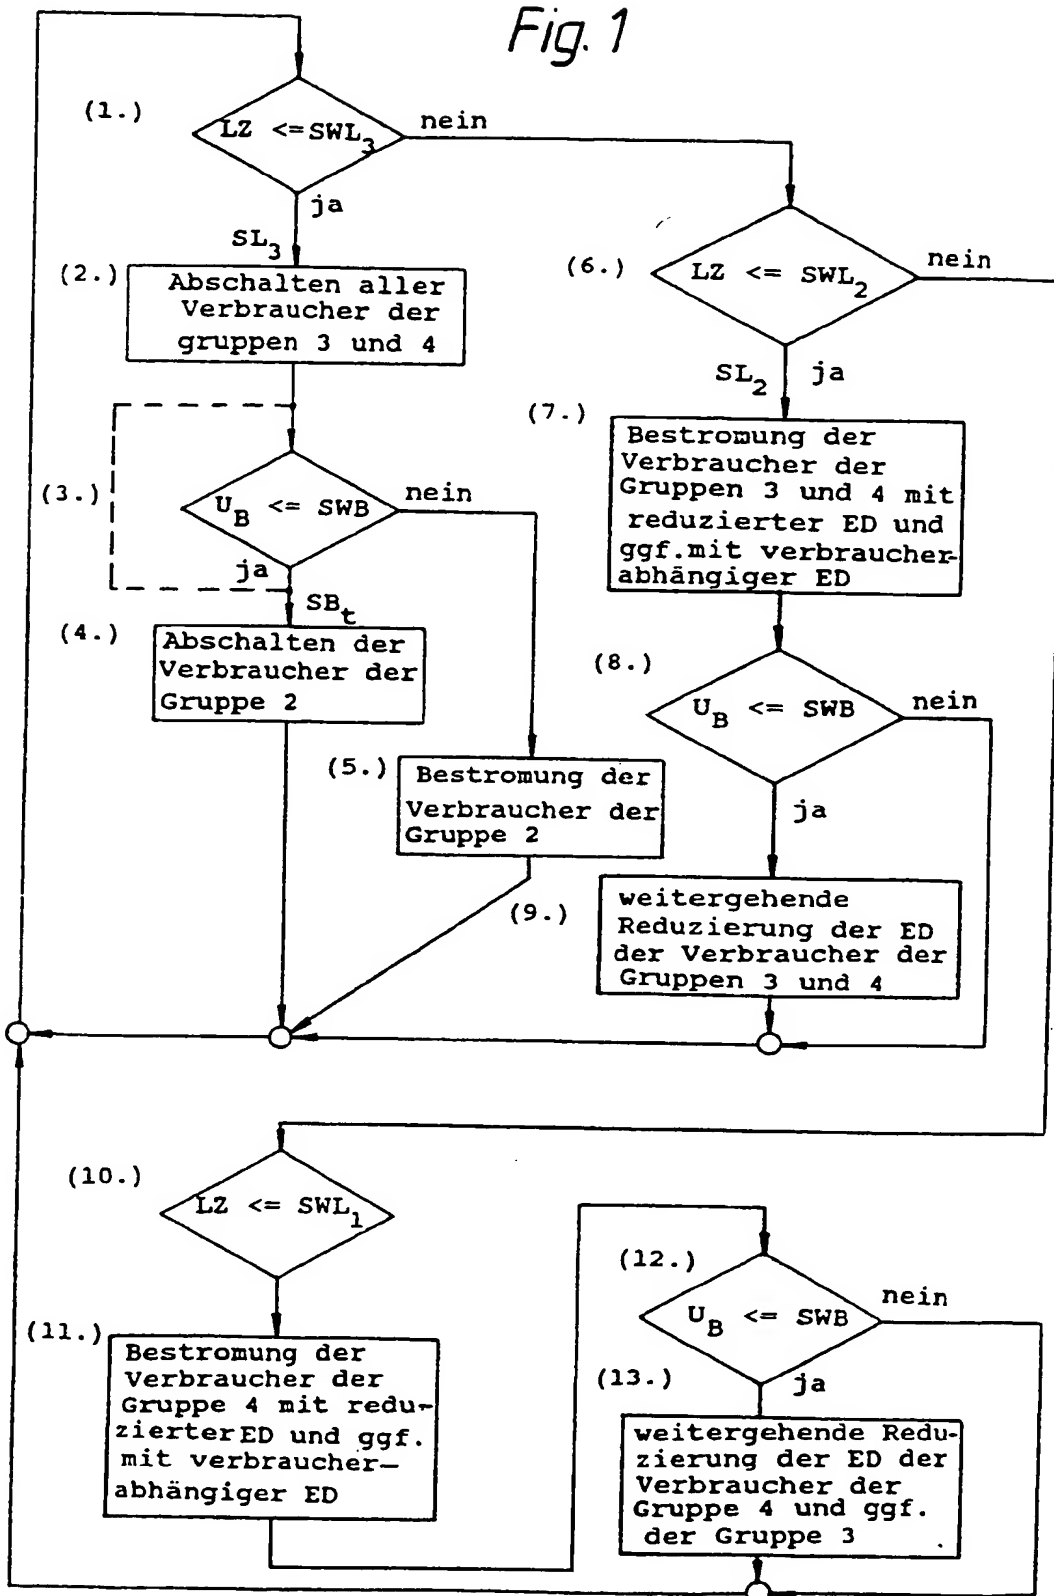 Fig. 1
(1.)
LZ <=SWL3
nein
ja
SL3
(2.)
Abschalten aller
Verbraucher der
gruppen 3 und 4
(3.)
UB <= SWB
nein
ja
SBt
(4.)
Abschalten der
Verbraucher der
Gruppe 2
(5.)
Bestromung der
Verbraucher der
Gruppe 2
(6.)
LZ <= SWL2
nein
SL2
ja
(7.)
Bestromung der
Verbraucher der
Gruppen 3 und 4 mit
reduzierter ED und
ggf.mit verbraucher-
abhängiger ED
(8.)
UB <= SWB
nein
ja
(9.)
weitergehende
Reduzierung der ED
der Verbraucher der
Gruppen 3 und 4
(10.)
LZ <= SWL1
(11.)
Bestromung der
Verbraucher der
Gruppe 4 mit redu-
zierter ED und ggf.
mit verbraucher-
abhängiger ED
(12.)
UB <= SWB
nein
(13.)
ja
weitergehende Redu-
zierung der ED der
Verbraucher der
Gruppe 4 und ggf.
der Gruppe 3